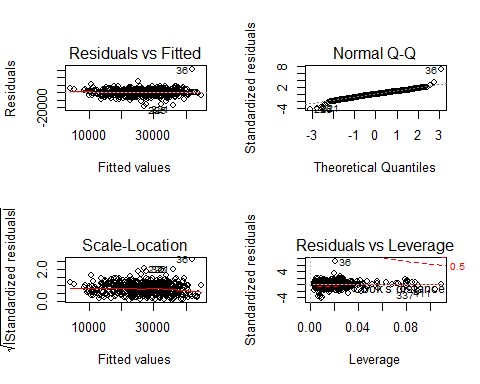 Residuals vs Fitted
Residuals
-20000
36
10000
30000
Fitted values
Normal Q-Q
Standardized residuals
-4
2
8
36
-3
-2
-1
0
1
2
3
Theoretical Quantiles
Scale-Location
√|Standardized residuals|
0.0
2.0
36
10000
30000
Fitted values
Residuals vs Leverage
Standardized residuals
-4
4
36
0.5
Cook's distance
337
0.00
0.04
0.08
Leverage